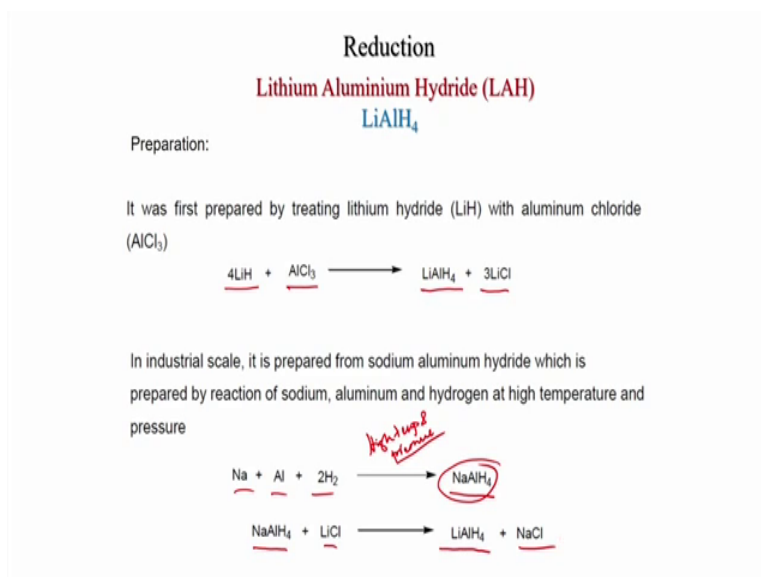 Reduction
Lithium Aluminium Hydride (LAH)
LiAlH₄
Preparation:
It was first prepared by treating lithium hydride (LiH) with aluminum chloride
(AlCl₃)
4LiH + AlCl₃ ⟶ LiAlH₄ + 3LiCl
In industrial scale, it is prepared from sodium aluminum hydride which is
prepared by reaction of sodium, aluminum and hydrogen at high temperature and
pressure
High temp &
pressure
Na + Al + 2H₂ ⟶ NaAlH₄
NaAlH₄ + LiCl ⟶ LiAlH₄ + NaCl